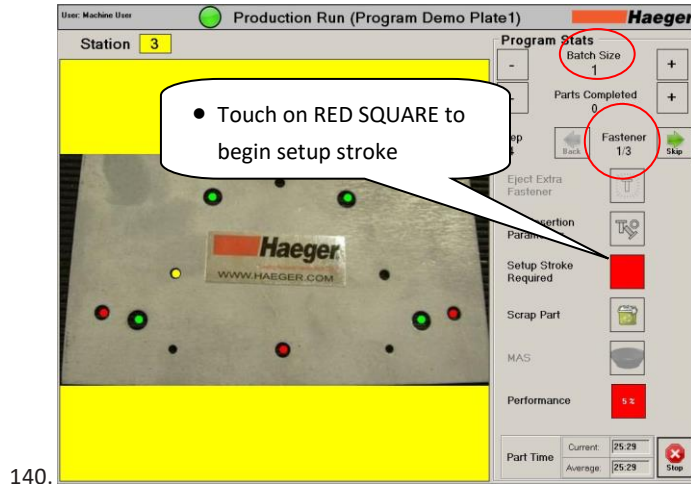 User: Machine User
Production Run (Program Demo Plate1)
Haeger
Station 3
Program Stats
Batch Size
- 1 +
Parts Completed
- 0 +
Back
Fastener
1/3
Skip
• Touch on RED SQUARE to
begin setup stroke
Eject Extra
Fastener
Setup Stroke
Required
Scrap Part
MAS
Performance
5 %
Part Time
Current: 25:29
Average: 25:29
Stop
Haeger
WWW.HAEGER.COM
140.